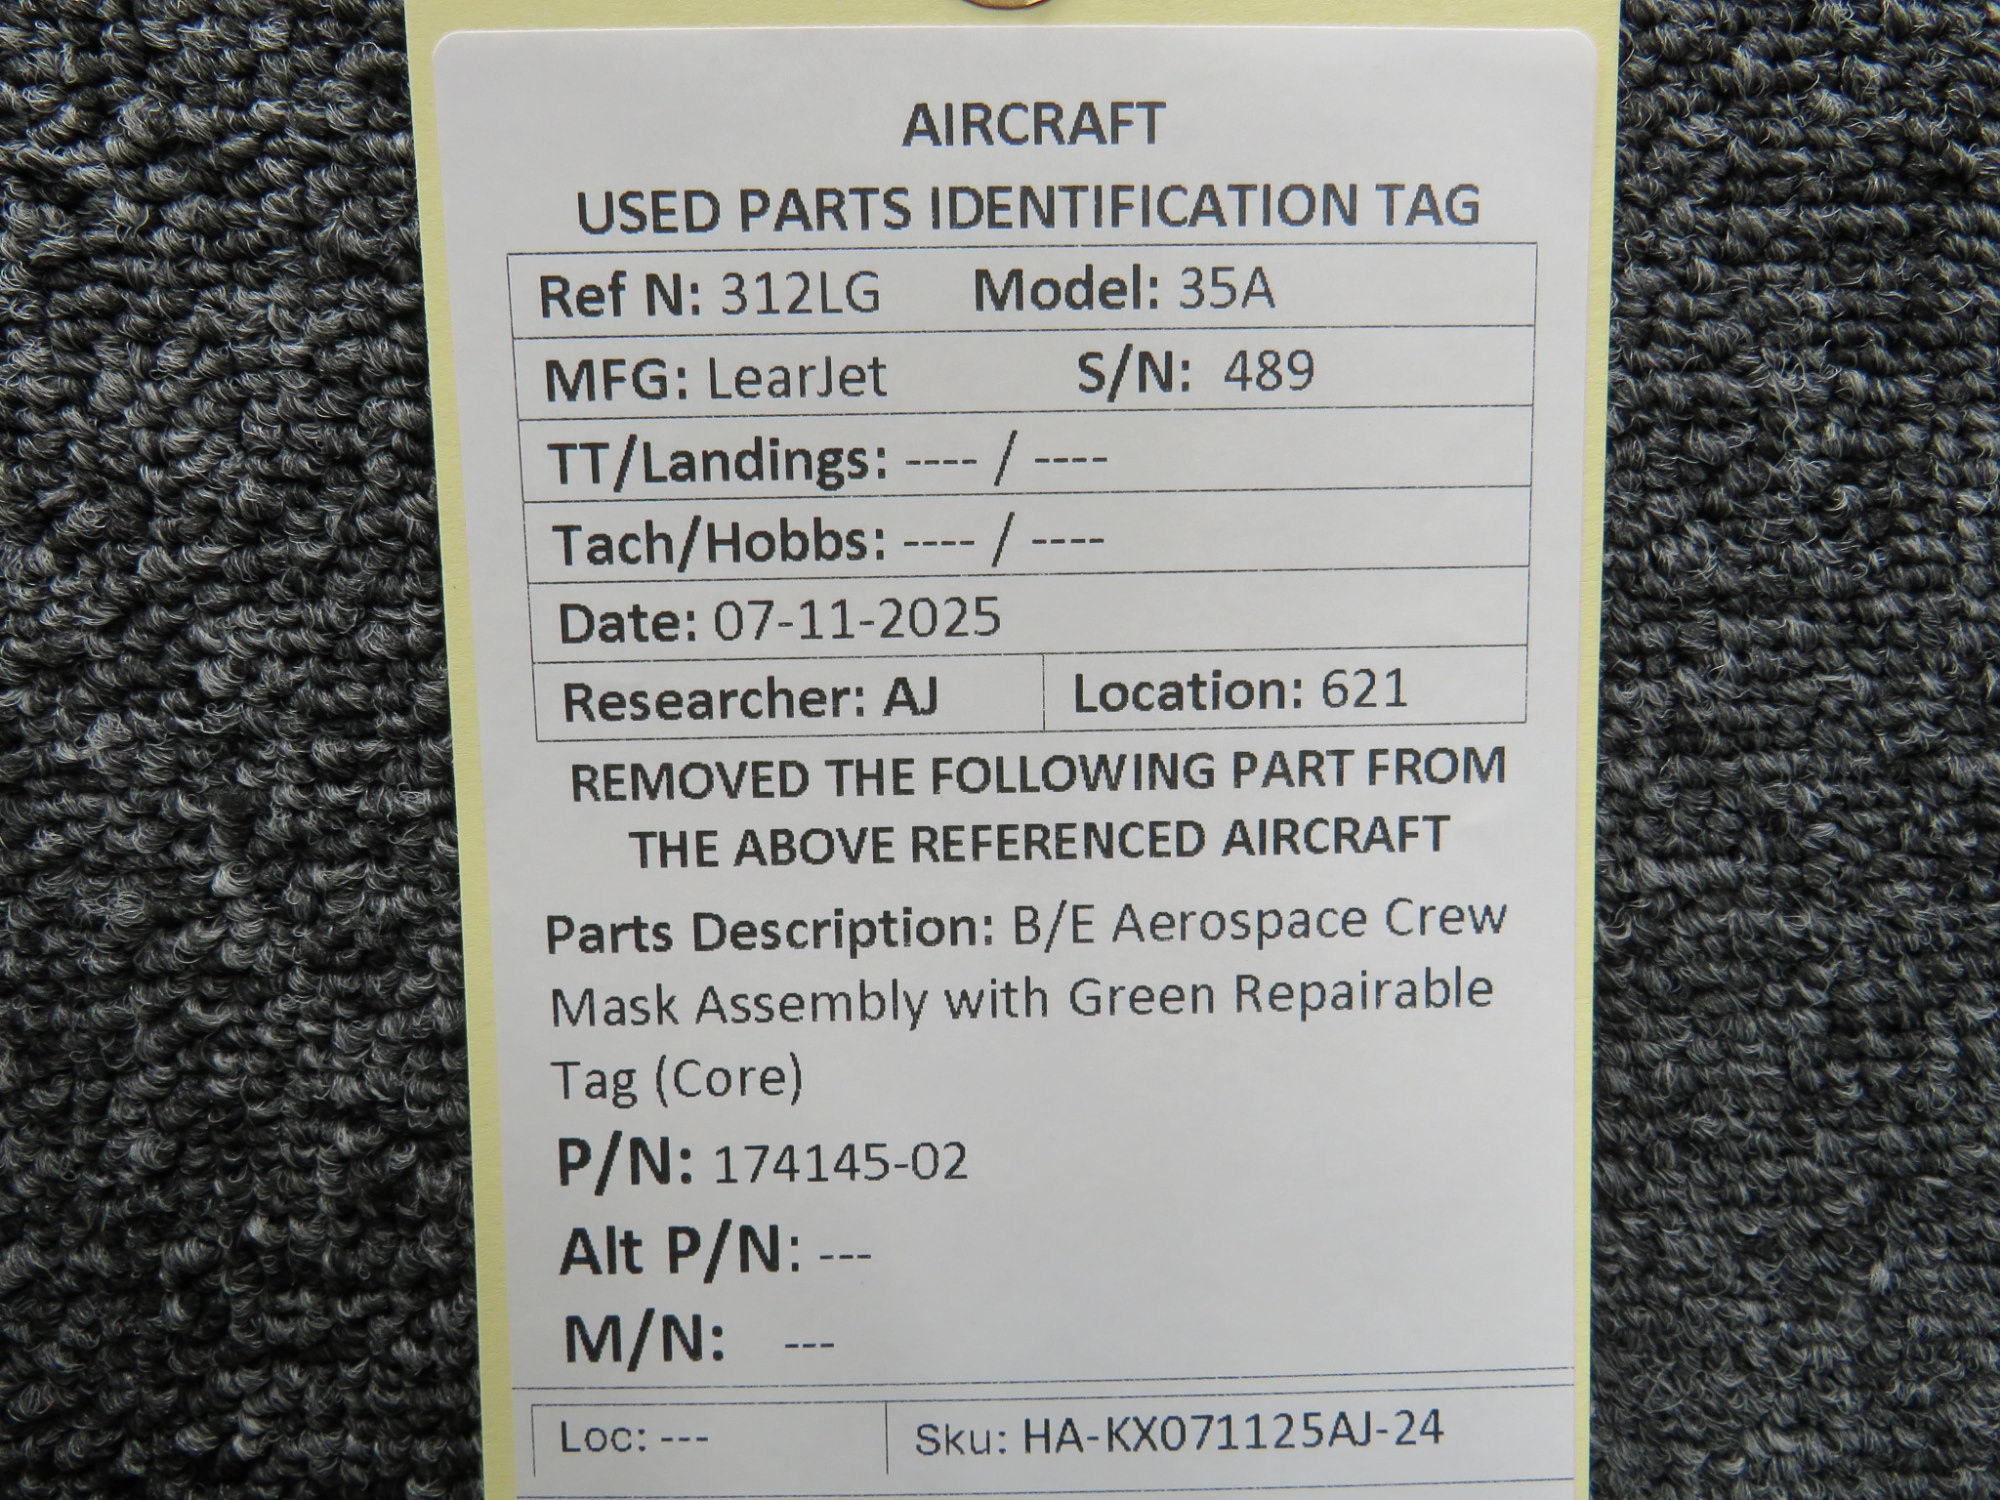 AIRCRAFT
USED PARTS IDENTIFICATION TAG
Ref N: 312LG Model: 35A
MFG: LearJet S/N: 489
TT/Landings: ---- / ----
Tach/Hobbs: ---- / ----
Date: 07-11-2025
Researcher: AJ Location: 621
REMOVED THE FOLLOWING PART FROM
THE ABOVE REFERENCED AIRCRAFT
Parts Description: B/E Aerospace Crew
Mask Assembly with Green Repairable
Tag (Core)
P/N: 174145-02
Alt P/N: ---
M/N: ---
Loc: --- Sku: HA-KX071125AJ-24